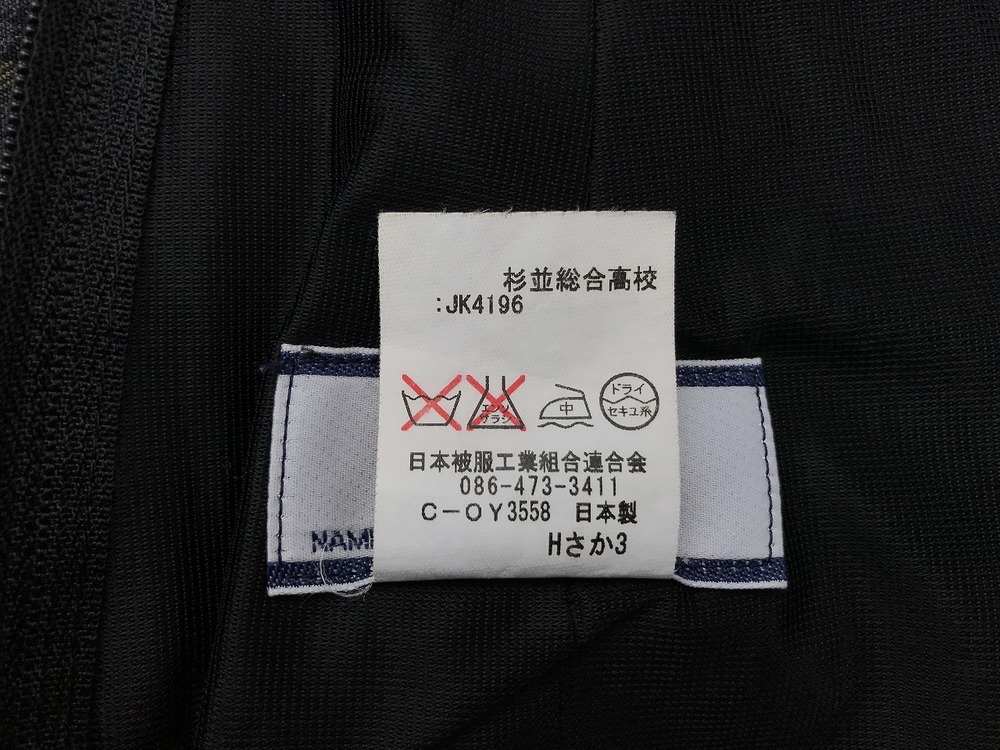 杉並総合高校
:JK4196
エンソ
サラシ
中
ドライ
セキユ系
日本被服工業組合連合会
086-473-3411
C－OY3558 日本製
Hさか3
NAM